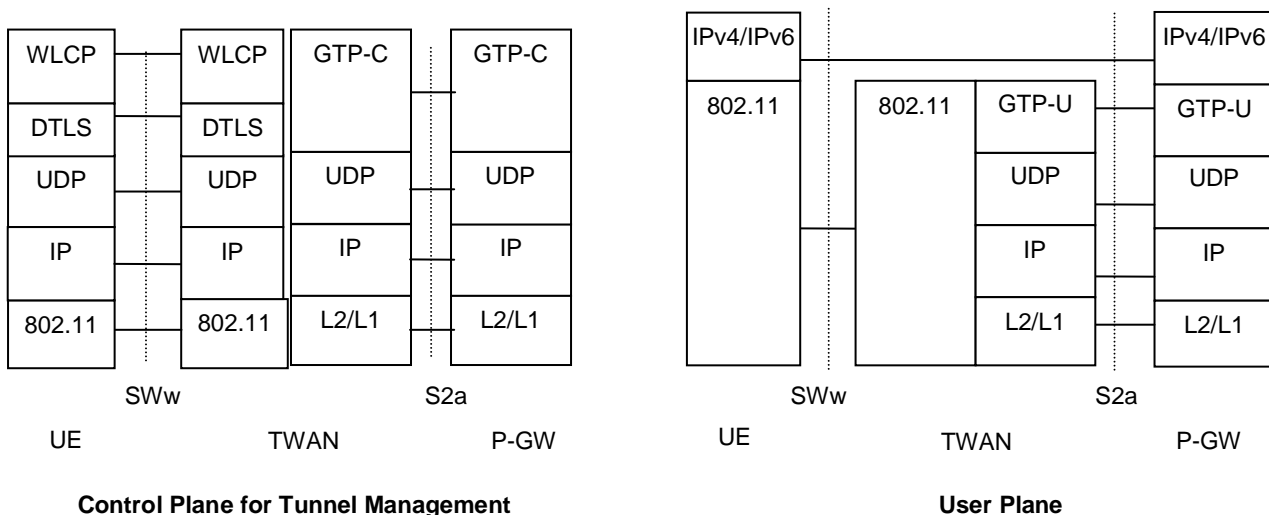 WLCP
DTLS
UDP
IP
802.11
WLCP
DTLS
UDP
IP
802.11
GTP-C
UDP
IP
L2/L1
GTP-C
UDP
IP
L2/L1
SWw
S2a
UE
TWAN
P-GW
Control Plane for Tunnel Management
IPv4/IPv6
802.11
802.11
GTP-U
UDP
IP
L2/L1
IPv4/IPv6
GTP-U
UDP
IP
L2/L1
SWw
S2a
UE
TWAN
P-GW
User Plane